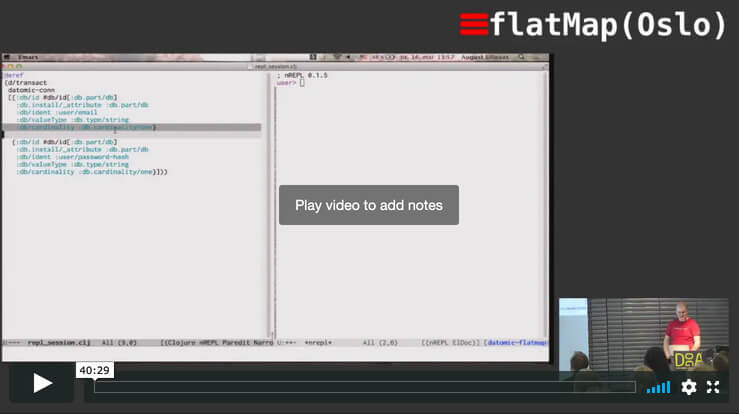 flatMap(Oslo)
Emacs
August Lilleaas
repl_session.clj
(deref
(d/transact
datomic-conn
[{:db/id #db/id[:db.part/db]
:db.install/_attribute :db.part/db
:db/ident :user/email
:db/valueType :db.type/string
:db/cardinality :db.cardinality/one}
{:db/id #db/id[:db.part/db]
:db.install/_attribute :db.part/db
:db/ident :user/password-hash
:db/valueType :db.type/string
:db/cardinality :db.cardinality/one}]))
; nREPL 0.1.5
user>
Play video to add notes
repl_session.clj All (9,0) [(Clojure nREPL Paredit Narro
U:**- *nrepl* All (2,6) [(nREPL ElDoc)] [datomic-flatmap
40:29